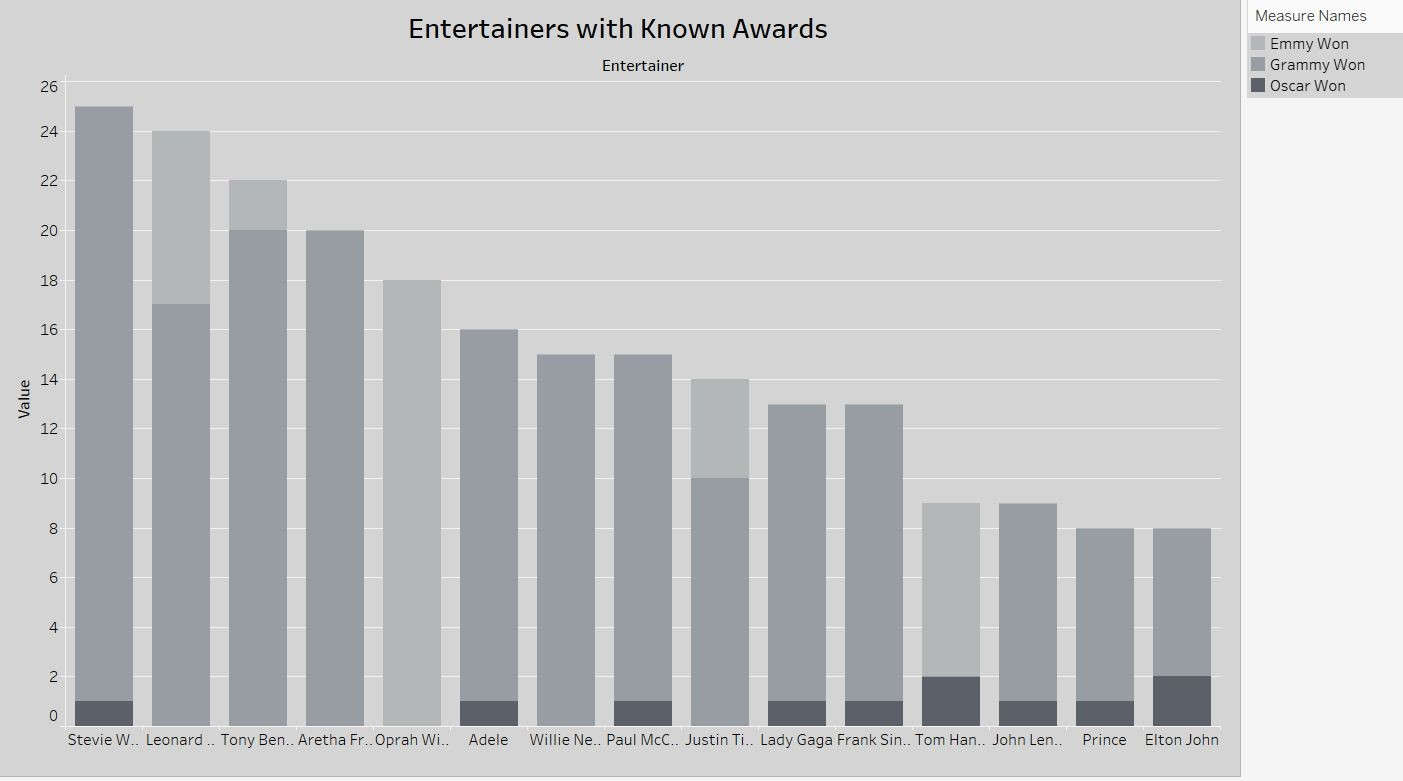 Entertainers with Known Awards
Measure Names
Emmy Won
Grammy Won
Oscar Won
Entertainer
26
24
22
20
18
16
14
12
10
8
6
4
2
0
Value
Stevie W.. Leonard .. Tony Ben.. Aretha Fr.. Oprah Wi.. Adele Willie Ne.. Paul McC.. Justin Ti.. Lady Gaga Frank Sin.. Tom Han.. John Len.. Prince Elton John